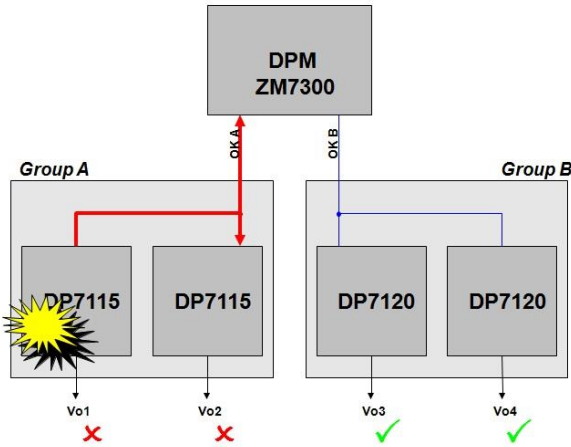 DPM
ZM7300
OK A
OK B
Group A
Group B
DP7115
DP7115
DP7120
DP7120
Vo1
Vo2
Vo3
Vo4